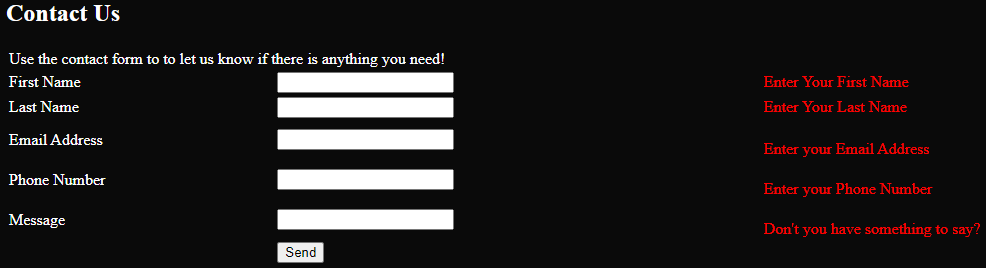 Contact Us
Use the contact form to to let us know if there is anything you need!
First Name Enter Your First Name
Last Name Enter Your Last Name
Email Address Enter your Email Address
Phone Number Enter your Phone Number
Message Don't you have something to say?
Send